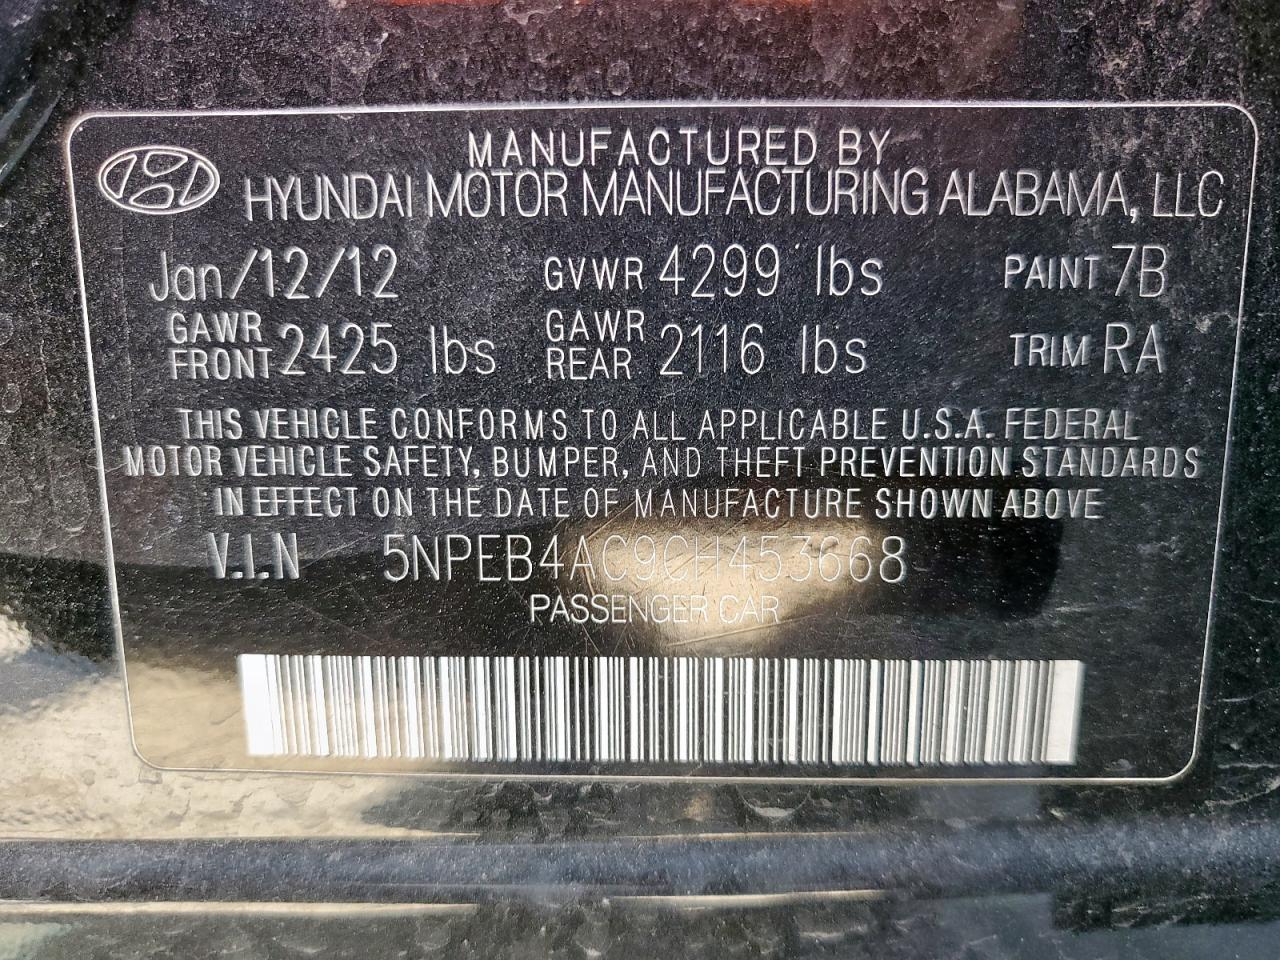 MANUFACTURED BY
HYUNDAI MOTOR MANUFACTURING ALABAMA, LLC
Jan/12/12 GVWR 4299 lbs PAINT 7B
GAWR FRONT 2425 lbs GAWR REAR 2116 lbs TRIM RA
THIS VEHICLE CONFORMS TO ALL APPLICABLE U.S.A. FEDERAL
MOTOR VEHICLE SAFETY, BUMPER, AND THEFT PREVENTION STANDARDS
IN EFFECT ON THE DATE OF MANUFACTURE SHOWN ABOVE
V.I.N 5NPEB4AC9CH453668
PASSENGER CAR